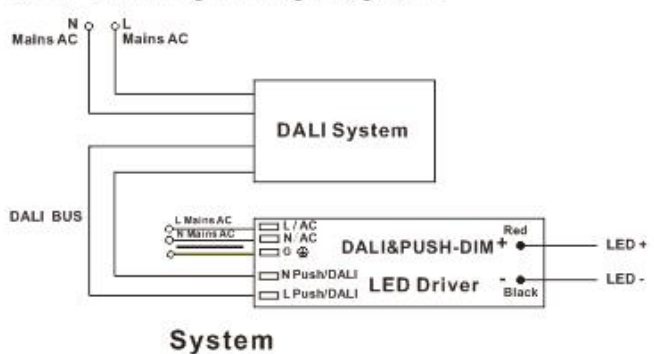 N L
Mains AC Mains AC
DALI System
DALI BUS
L Mains AC
N Mains AC
L / AC
N / AC
G
DALI&PUSH-DIM
LED Driver
N Push/DALI
L Push/DALI
Red
+
-
Black
LED +
LED -
System